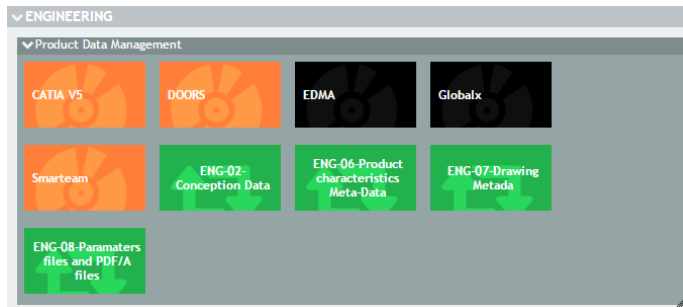 ENGINEERING
Product Data Management
CATIA V5
DOORS
EDMA
Globalx
Smarteam
ENG-02-
Conception Data
ENG-06-Product
characteristics
Meta-Data
ENG-07-Drawing
Metada
ENG-08-Paramaters
files and PDF/A
files